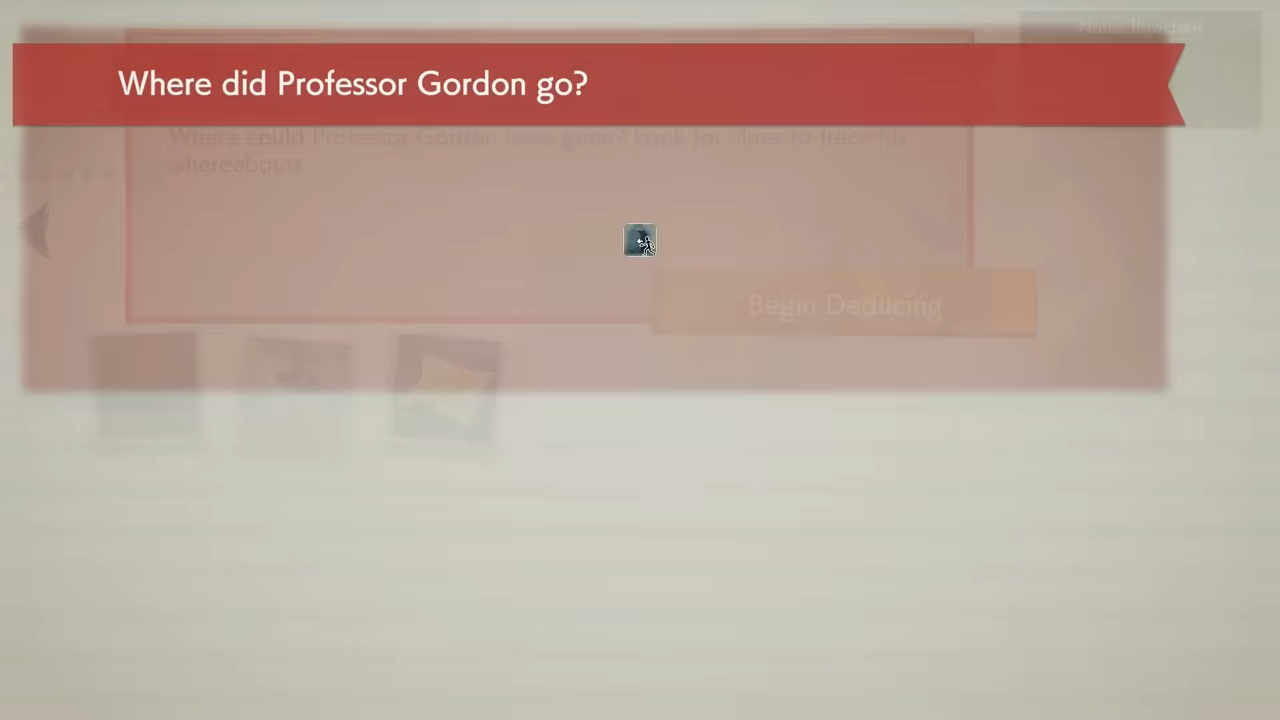 Where did Professor Gordon go?
Where could Professor Gordon have gone? Look for clues to trace his
whereabouts
Begin Deducing